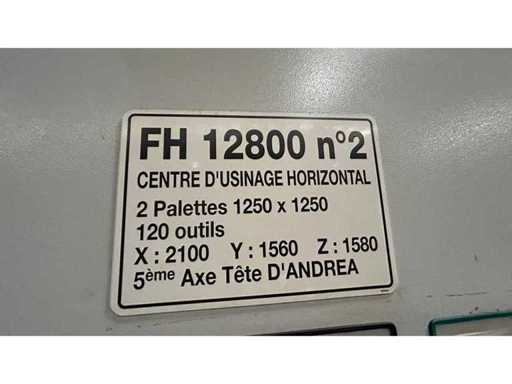 FH 12800 n°2
CENTRE D'USINAGE HORIZONTAL
2 Palettes 1250 x 1250
120 outils
X : 2100 Y : 1560 Z : 1580
5ème Axe Tête D'ANDREA